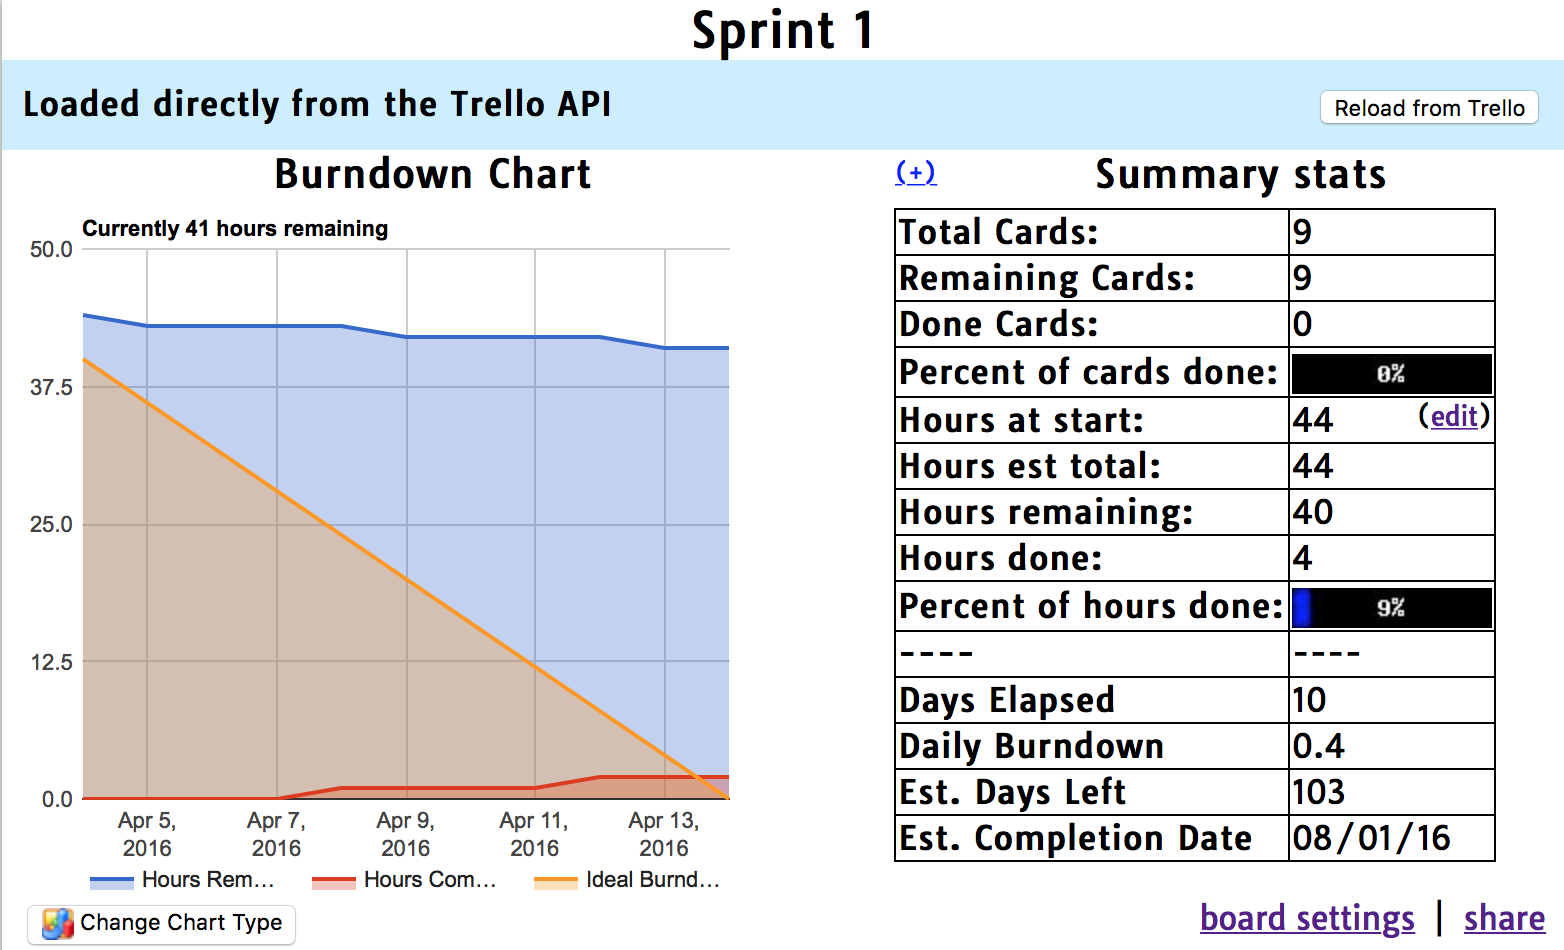 Sprint 1
Loaded directly from the Trello API
Reload from Trello
Burndown Chart
Currently 41 hours remaining
50.0
37.5
25.0
12.5
0.0
Apr 5, 2016
Apr 7, 2016
Apr 9, 2016
Apr 11, 2016
Apr 13, 2016
Hours Rem... Hours Com... Ideal Burnd...
Change Chart Type
(+) Summary stats
Total Cards: 9
Remaining Cards: 9
Done Cards: 0
Percent of cards done: 0%
Hours at start: 44 (edit)
Hours est total: 44
Hours remaining: 40
Hours done: 4
Percent of hours done: 9%
---- ----
Days Elapsed 10
Daily Burndown 0.4
Est. Days Left 103
Est. Completion Date 08/01/16
board settings | share